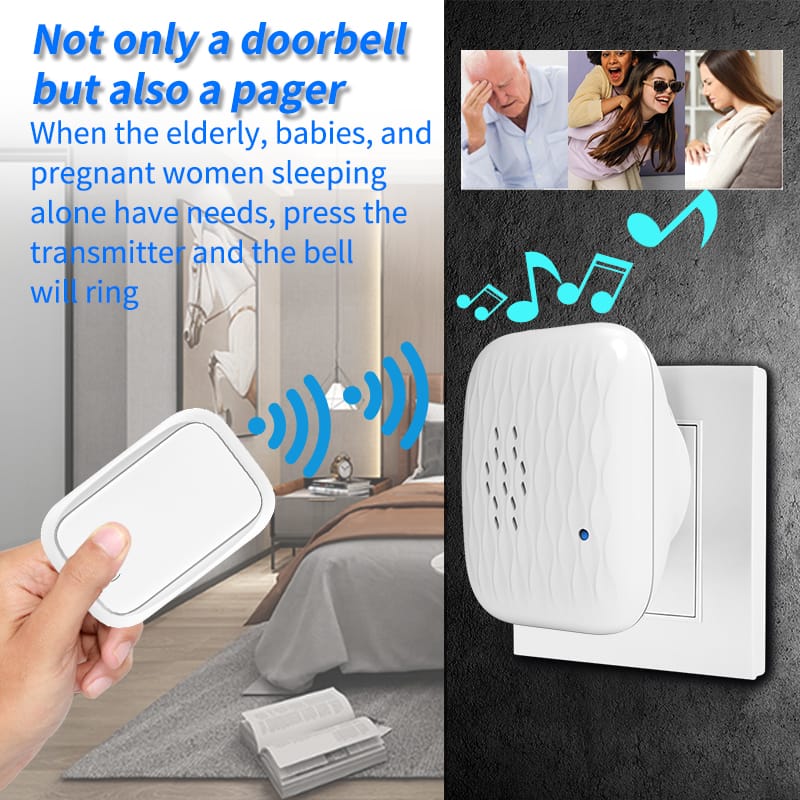 Not only a doorbell
but also a pager
When the elderly, babies, and
pregnant women sleeping
alone have needs, press the
transmitter and the bell
will ring